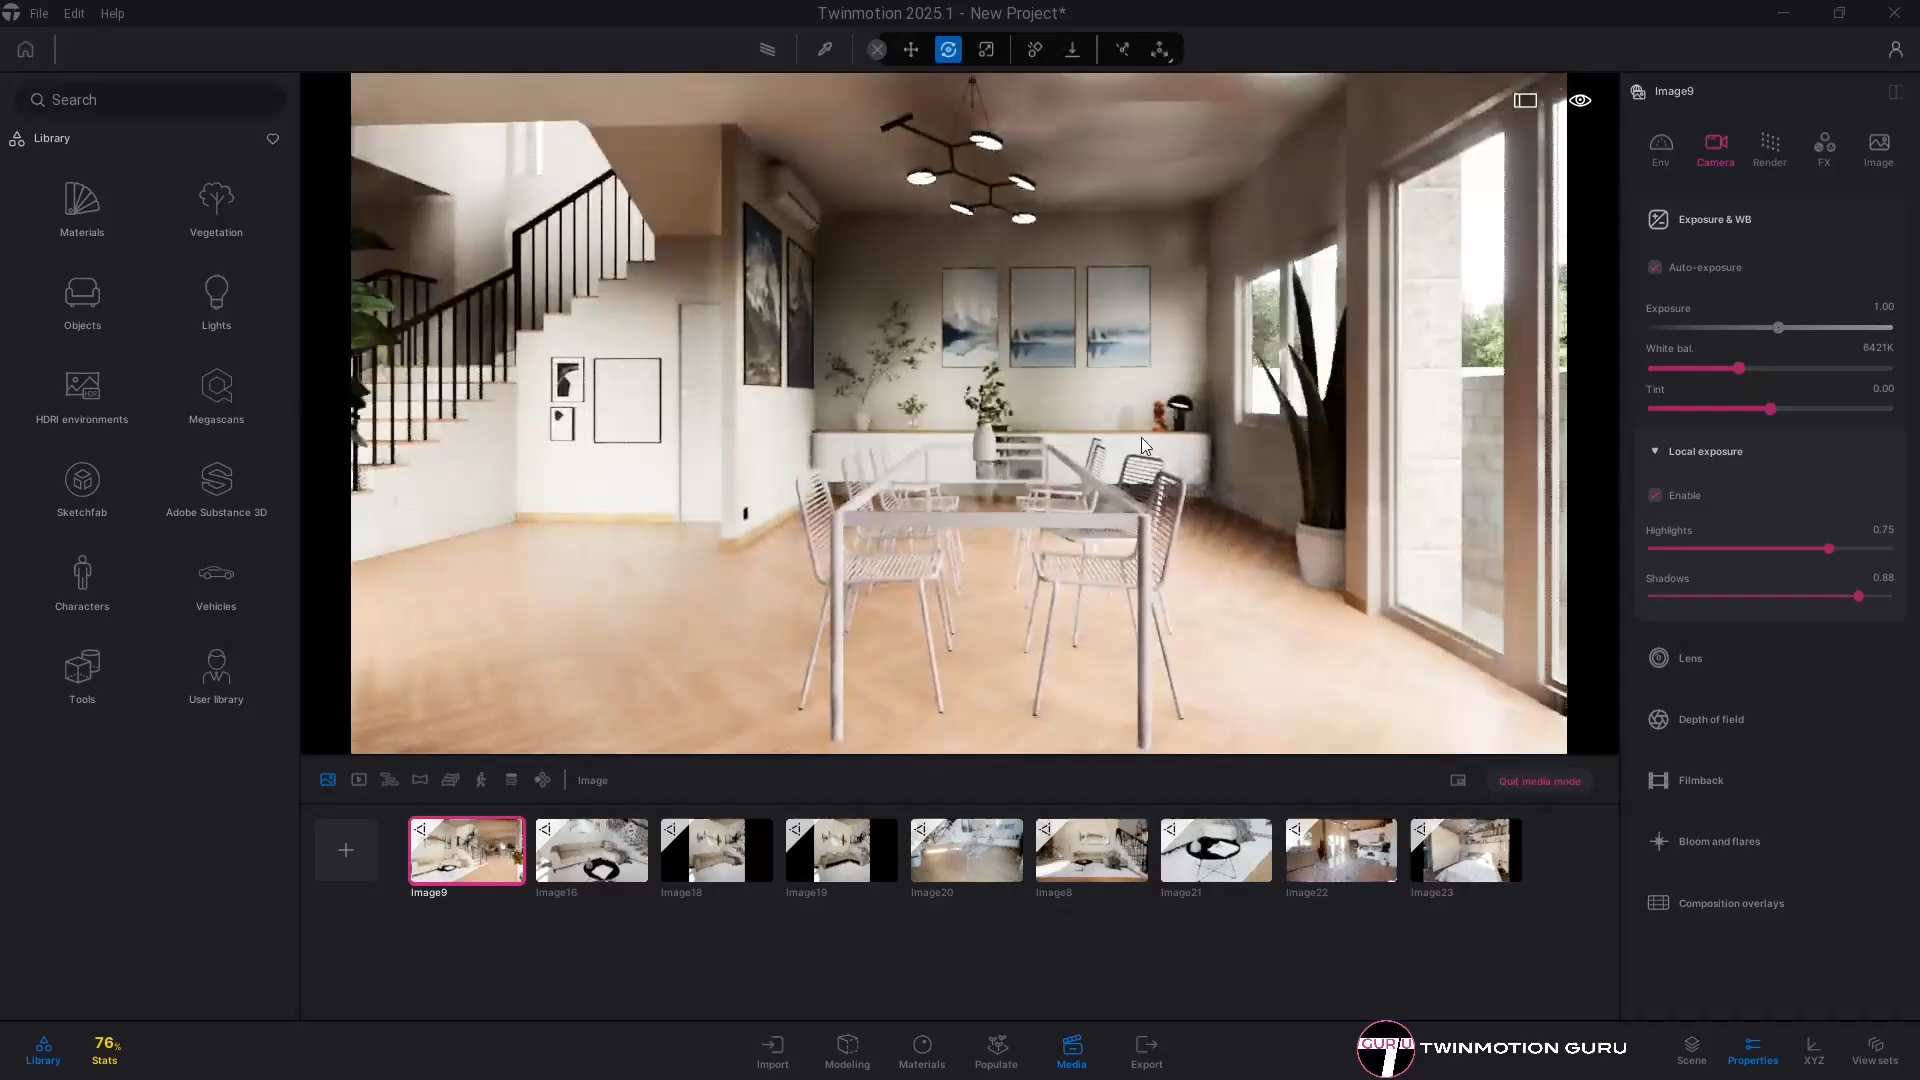 File Edit Help
Twinmotion 2025.1 - New Project*
Search
Library
Materials
Vegetation
Objects
Lights
HDR
HDRI environments
Megascans
Sketchfab
Adobe Substance 3D
Characters
Vehicles
Tools
User library
Image9
Env Camera Render FX Image
Exposure & WB
Auto-exposure
Exposure 1.00
White bal. 6421K
Tint 0.00
Local exposure
Enable
Highlights 0.75
Shadows 0.88
Lens
Depth of field
Filmback
Bloom and flares
Composition overlays
Image
Quit media mode
Image9 Image16 Image18 Image19 Image20 Image8 Image21 Image22 Image23
Library
76%
Stats
Import Modeling Materials Populate Media Export
GURU
TWINMOTION GURU
Scene Properties XYZ View sets